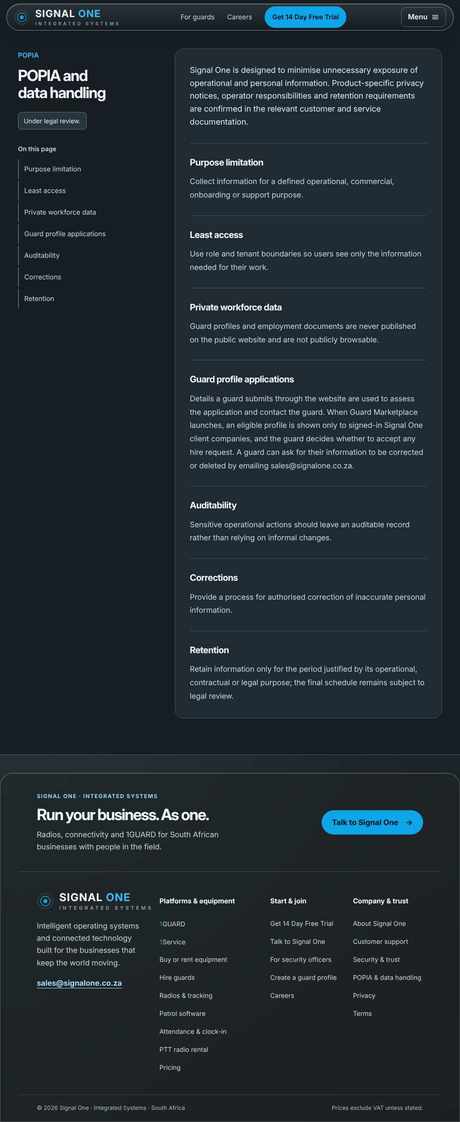 SIGNAL ONE
INTEGRATED SYSTEMS
For guards
Careers
Get 14 Day Free Trial
Menu
POPIA
POPIA and
data handling
Under legal review.
On this page
Purpose limitation
Least access
Private workforce data
Guard profile applications
Auditability
Corrections
Retention
Signal One is designed to minimise unnecessary exposure of
operational and personal information. Product-specific privacy
notices, operator responsibilities and retention requirements
are confirmed in the relevant customer and service
documentation.
Purpose limitation
Collect information for a defined operational, commercial,
onboarding or support purpose.
Least access
Use role and tenant boundaries so users see only the information
needed for their work.
Private workforce data
Guard profiles and employment documents are never published
on the public website and are not publicly browsable.
Guard profile applications
Details a guard submits through the website are used to assess
the application and contact the guard. When Guard Marketplace
launches, an eligible profile is shown only to signed-in Signal One
client companies, and the guard decides whether to accept any
hire request. A guard can ask for their information to be corrected
or deleted by emailing sales@signalone.co.za.
Auditability
Sensitive operational actions should leave an auditable record
rather than relying on informal changes.
Corrections
Provide a process for authorised correction of inaccurate personal
information.
Retention
Retain information only for the period justified by its operational,
contractual or legal purpose; the final schedule remains subject to
legal review.
SIGNAL ONE · INTEGRATED SYSTEMS
Run your business. As one.
Radios, connectivity and 1GUARD for South African
businesses with people in the field.
Talk to Signal One →
SIGNAL ONE
INTEGRATED SYSTEMS
Intelligent operating systems
and connected technology
built for the businesses that
keep the world moving.
sales@signalone.co.za
Platforms & equipment
1GUARD
1Service
Buy or rent equipment
Hire guards
Radios & tracking
Patrol software
Attendance & clock-in
PTT radio rental
Pricing
Start & join
Get 14 Day Free Trial
Talk to Signal One
For security officers
Create a guard profile
Careers
Company & trust
About Signal One
Customer support
Security & trust
POPIA & data handling
Privacy
Terms
© 2026 Signal One · Integrated Systems · South Africa
Prices exclude VAT unless stated.